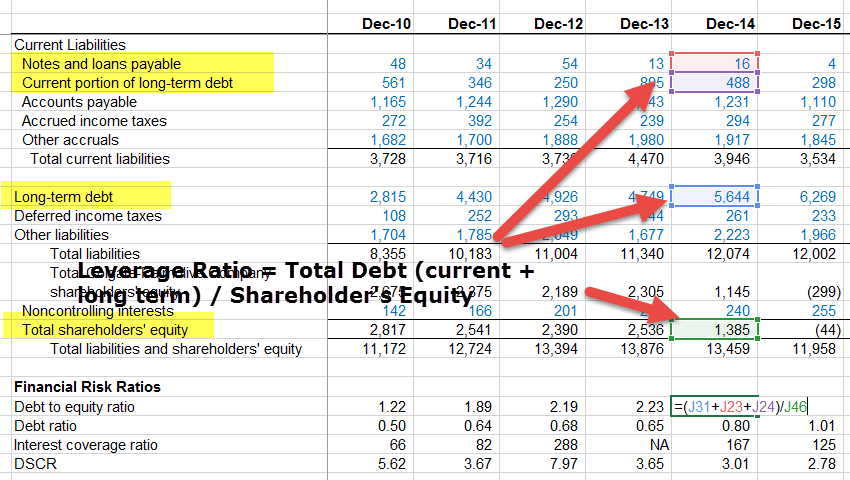 Dec-10 Dec-11 Dec-12 Dec-13 Dec-14 Dec-15
Current Liabilities
Notes and loans payable 48 34 54 13 16 4
Current portion of long-term debt 561 346 250 895 488 298
Accounts payable 1,165 1,244 1,290 1,231 1,110
Accrued income taxes 272 392 254 239 294 277
Other accruals 1,682 1,700 1,888 1,980 1,917 1,845
Total current liabilities 3,728 3,716 4,470 3,946 3,534
Long-term debt 2,815 4,430 4,926 4,749 5,644 6,269
Deferred income taxes 108 252 293 261 233
Other liabilities 1,704 1,785 2,049 1,677 2,223 1,966
Total liabilities 8,355 10,183 11,004 11,340 12,074 12,002
Leverage Ratio = Total Debt (current +
long term) / Shareholder's Equity
shareholders' equity 2,675 2,375 2,189 2,305 1,145 (299)
Noncontrolling interests 142 166 201 240 255
Total shareholders' equity 2,817 2,541 2,390 2,536 1,385 (44)
Total liabilities and shareholders' equity 11,172 12,724 13,394 13,876 13,459 11,958
Financial Risk Ratios
Debt to equity ratio 1.22 1.89 2.19 2.23 =(J31+J23+J24)/J46
Debt ratio 0.50 0.64 0.68 0.65 0.80 1.01
Interest coverage ratio 66 82 288 NA 167 125
DSCR 5.62 3.67 7.97 3.65 3.01 2.78